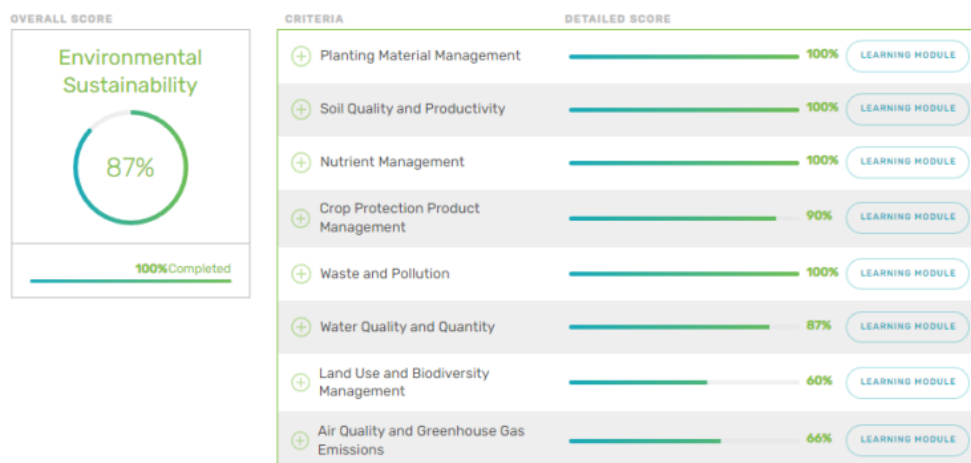 OVERALL SCORE
Environmental
Sustainability
87%
100% Completed
CRITERIA DETAILED SCORE
Planting Material Management 100% LEARNING MODULE
Soil Quality and Productivity 100% LEARNING MODULE
Nutrient Management 100% LEARNING MODULE
Crop Protection Product
Management 90% LEARNING MODULE
Waste and Pollution 100% LEARNING MODULE
Water Quality and Quantity 87% LEARNING MODULE
Land Use and Biodiversity
Management 60% LEARNING MODULE
Air Quality and Greenhouse Gas
Emissions 66% LEARNING MODULE